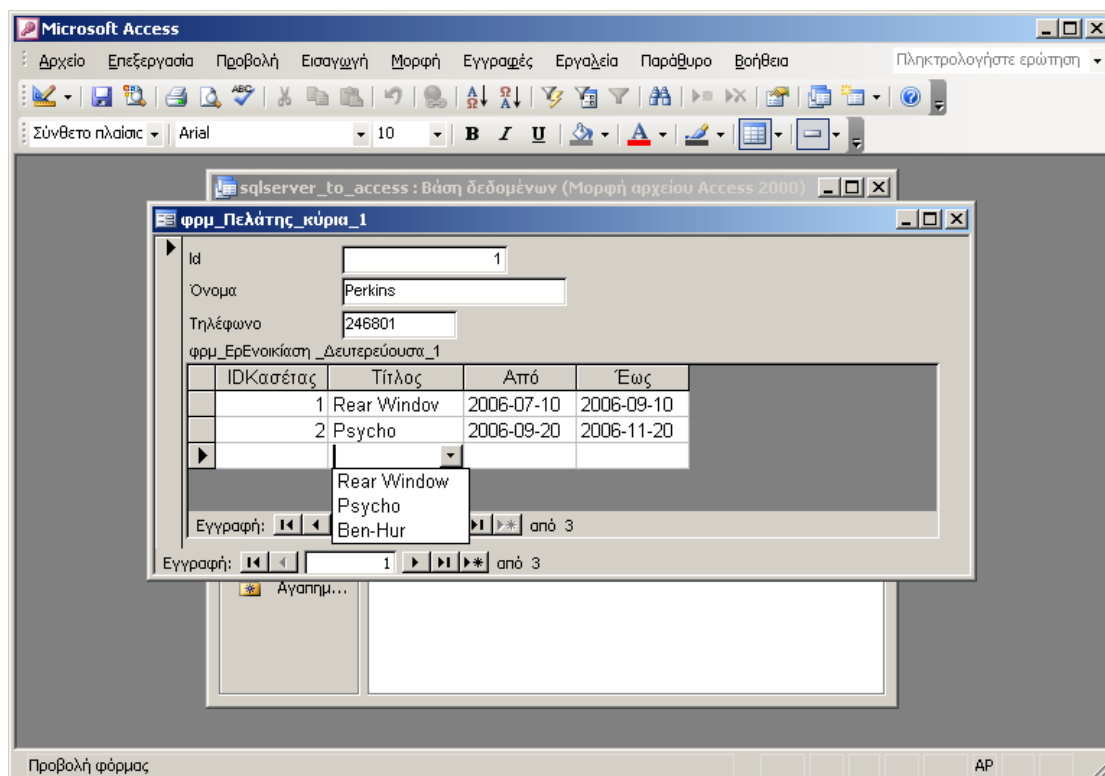 Microsoft Access
Αρχείο Επεξεργασία Προβολή Εισαγωγή Μορφή Εγγραφές Εργαλεία Παράθυρο Βοήθεια Πληκτρολογήστε ερώτηση
Σύνθετο πλαίσιο Arial 10 B I U A
sqlserver_to_access : Βάση δεδομένων (Μορφή αρχείου Access 2000)
φρμ_Πελάτης_κύρια_1
Id 1
Όνομα Perkins
Τηλέφωνο 246801
φρμ_ΕρΕνοικίαση _Δευτερεύουσα_1
IDΚασέτας Τίτλος Από Έως
1 Rear Windov 2006-07-10 2006-09-10
2 Psycho 2006-09-20 2006-11-20
Rear Window
Psycho
Ben-Hur
Εγγραφή: από 3
Εγγραφή: 1 από 3
Αγαπημ...
Προβολή φόρμας AP